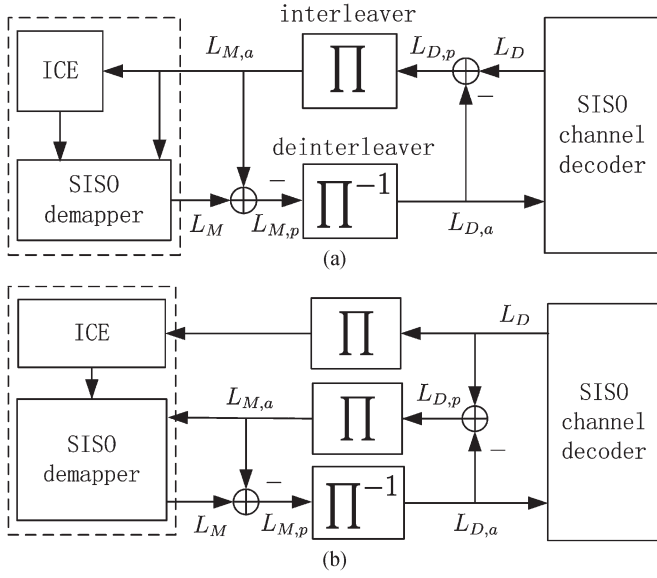 interleaver
ICE
L_{M,a}
∏
L_{D,p}
L_D
−
SISO
channel
decoder
deinterleaver
SISO
demapper
L_M
−
L_{M,p}
∏^{-1}
L_{D,a}
(a)
ICE
∏
L_D
SISO
demapper
L_{M,a}
∏
L_{D,p}
SISO
channel
decoder
−
L_M
−
L_{M,p}
∏^{-1}
L_{D,a}
(b)